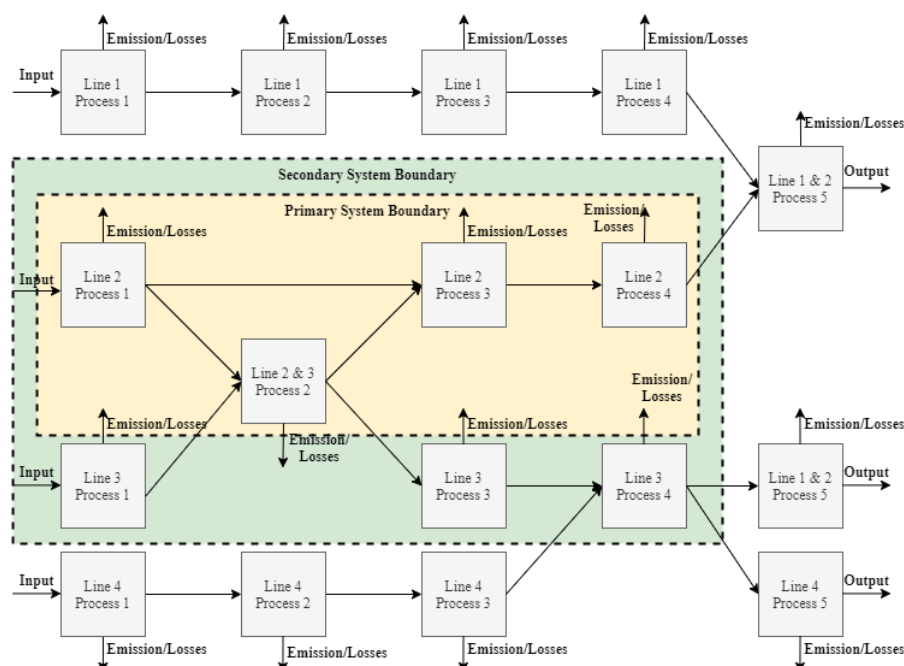 Emission/Losses
Emission/Losses
Emission/Losses
Emission/Losses
Input
Line 1
Process 1
Line 1
Process 2
Line 1
Process 3
Line 1
Process 4
Emission/Losses
Line 1 & 2
Process 5
Output
Secondary System Boundary
Primary System Boundary
Emission/Losses
Emission/Losses
Emission/
Losses
Input
Line 2
Process 1
Line 2
Process 3
Line 2
Process 4
Line 2 & 3
Process 2
Emission/
Losses
Emission/Losses
Emission/
Losses
Emission/Losses
Emission/Losses
Input
Line 3
Process 1
Line 3
Process 3
Line 3
Process 4
Line 1 & 2
Process 5
Output
Input
Line 4
Process 1
Line 4
Process 2
Line 4
Process 3
Line 4
Process 5
Output
Emission/Losses
Emission/Losses
Emission/Losses
Emission/Losses